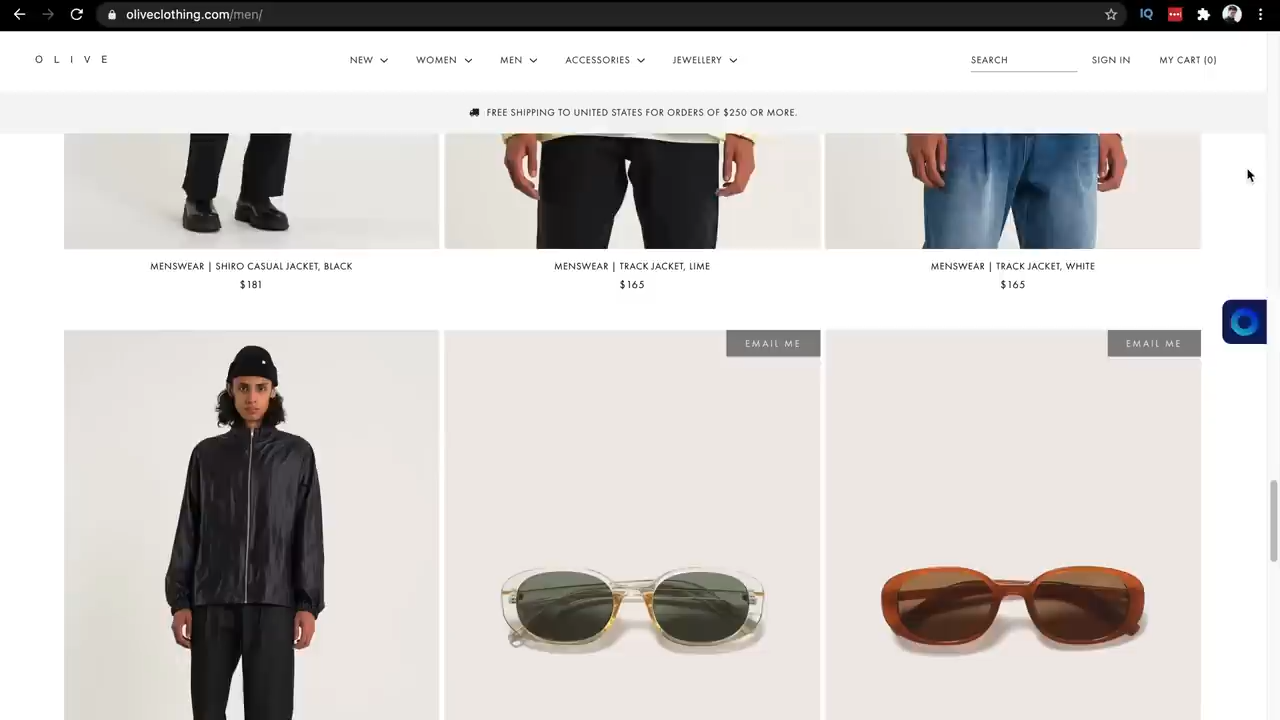 oliveclothing.com/men/
IQ
OLIVE
NEW
WOMEN
MEN
ACCESSORIES
JEWELLERY
SEARCH
SIGN IN
MY CART (0)
FREE SHIPPING TO UNITED STATES FOR ORDERS OF $250 OR MORE.
MENSWEAR | SHIRO CASUAL JACKET, BLACK
$181
MENSWEAR | TRACK JACKET, LIME
$165
MENSWEAR | TRACK JACKET, WHITE
$165
EMAIL ME
EMAIL ME